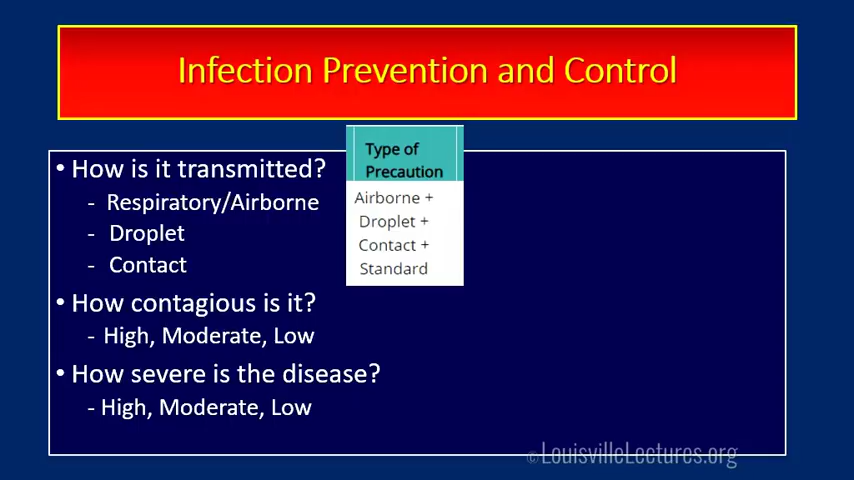 Infection Prevention and Control
• How is it transmitted?
- Respiratory/Airborne
- Droplet
- Contact
Type of
Precaution
Airborne +
Droplet +
Contact +
Standard
• How contagious is it?
- High, Moderate, Low
• How severe is the disease?
- High, Moderate, Low
©LouisvilleLectures.org